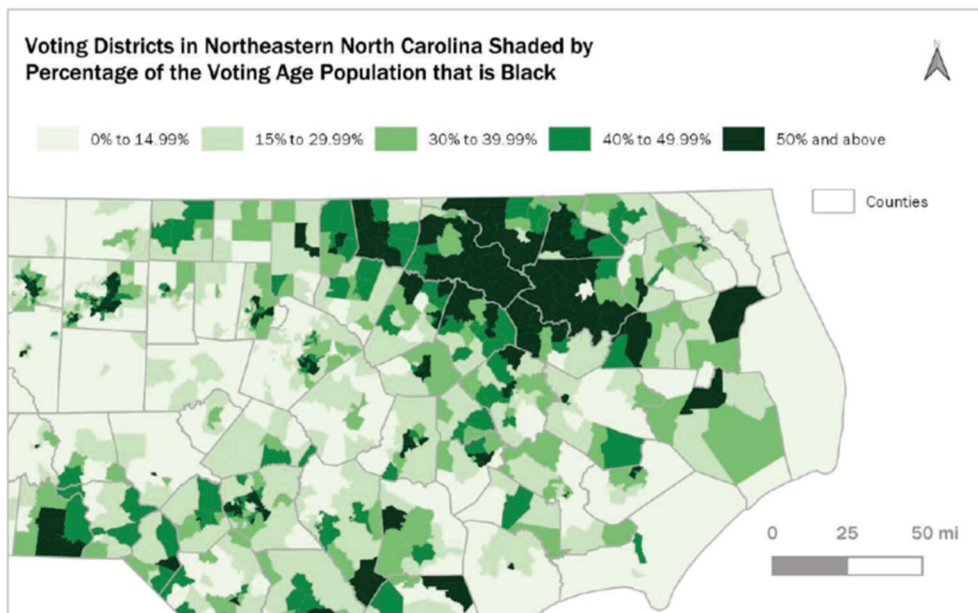 Voting Districts in Northeastern North Carolina Shaded by
Percentage of the Voting Age Population that is Black
N
0% to 14.99% 15% to 29.99% 30% to 39.99% 40% to 49.99% 50% and above
Counties
0 25 50 mi